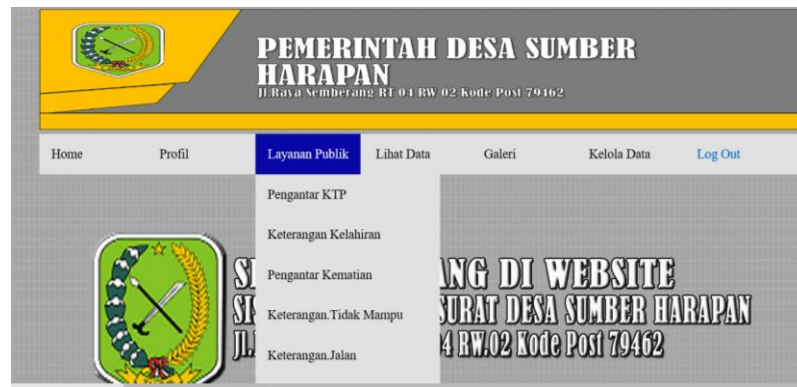 PEMERINTAH DESA SUMBER
HARAPAN
Jl.Raya Semberang RT 04 RW 02 Kode Post 79462
Home Profil Layanan Publik Lihat Data Galeri Kelola Data Log Out
Pengantar KTP
Keterangan Kelahiran
Pengantar Kematian
Keterangan.Tidak Mampu
Keterangan.Jalan
DI WEBSITE
SURAT DESA SUMBER HARAPAN
RW.02 Kode Post 79462